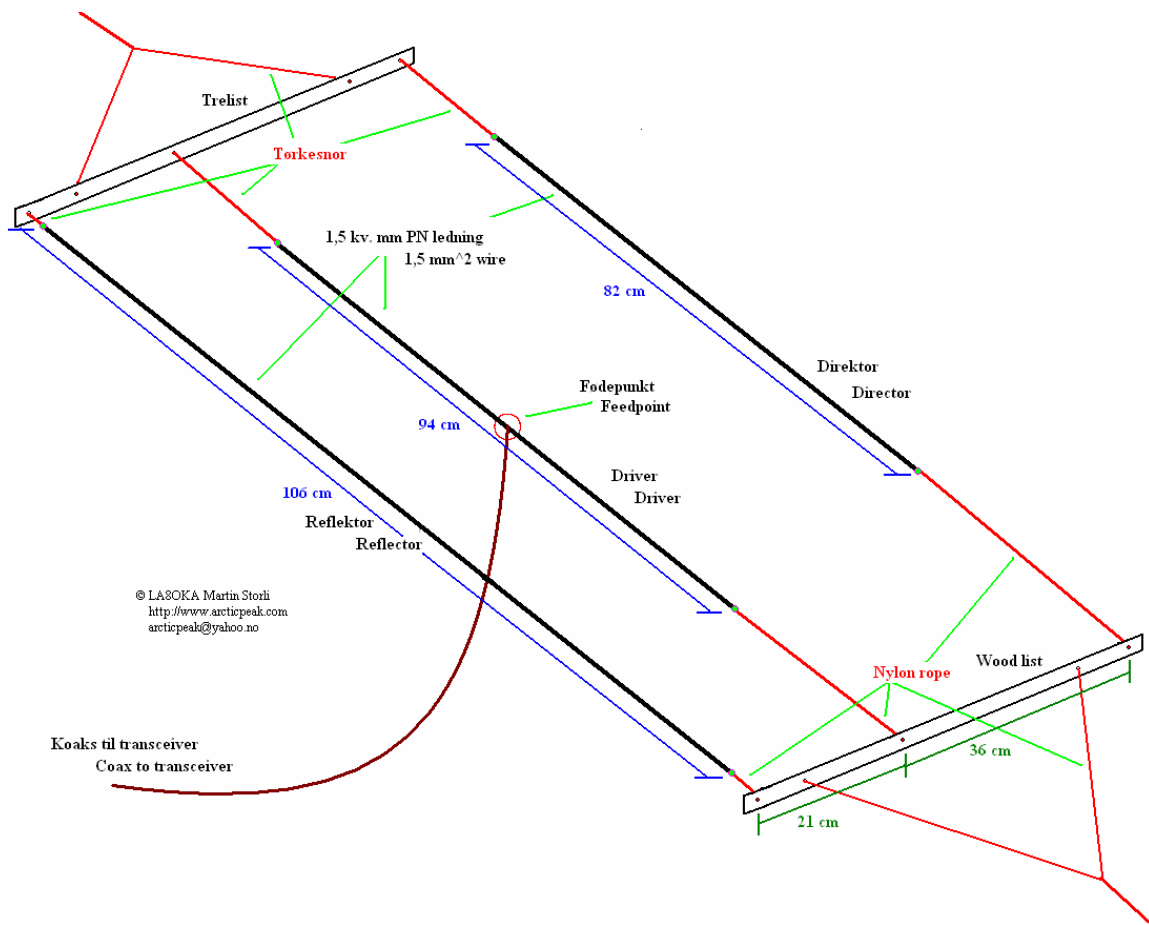 Trelist
Torkesnor
1,5 kv. mm PN ledning
1,5 mm^2 wire
82 cm
Direktor
Director
Fodepunkt
Feedpoint
94 cm
Driver
Driver
106 cm
Reflektor
Reflector
© LA8OKA Martin Storli
http://www.arcticpeak.com
arcticpeak@yahoo.no
Wood list
Nylon rope
Koaks til transceiver
Coax to transceiver
36 cm
21 cm